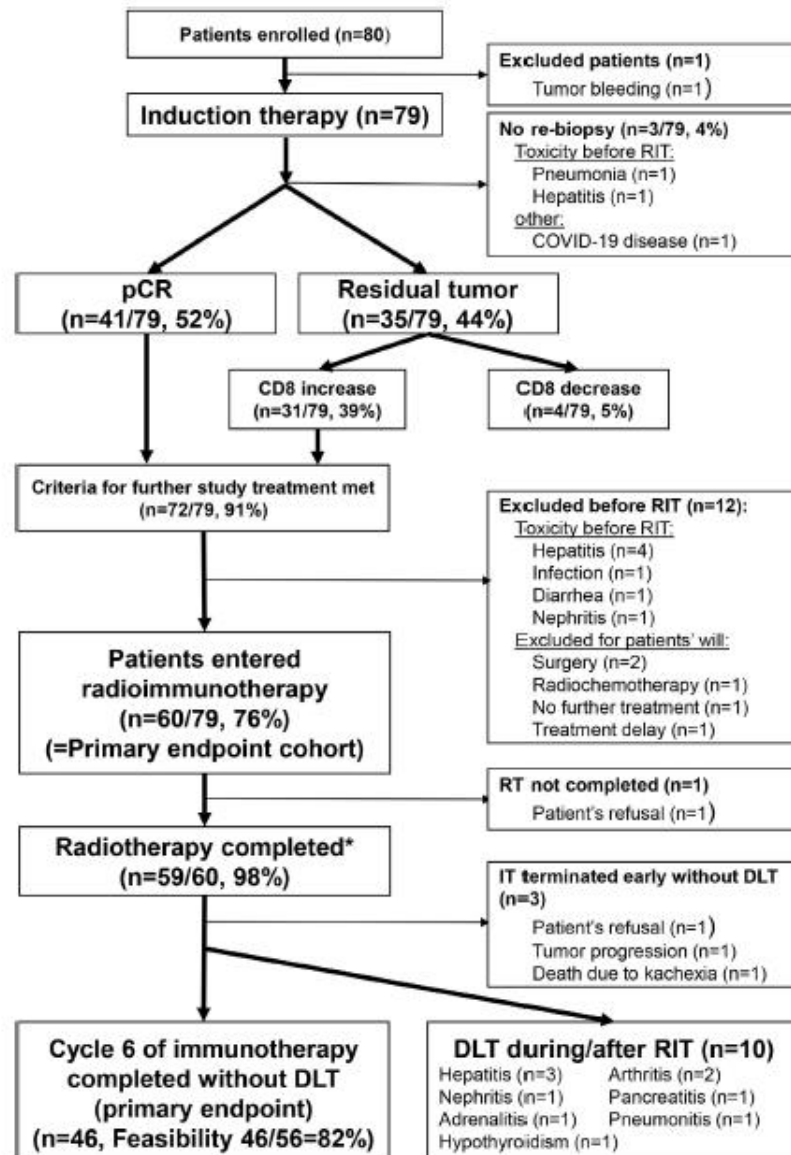 Patients enrolled (n=80)
Excluded patients (n=1)
Tumor bleeding (n=1)
Induction therapy (n=79)
No re-biopsy (n=3/79, 4%)
Toxicity before RIT:
Pneumonia (n=1)
Hepatitis (n=1)
other:
COVID-19 disease (n=1)
pCR
(n=41/79, 52%)
Residual tumor
(n=35/79, 44%)
CD8 increase
(n=31/79, 39%)
CD8 decrease
(n=4/79, 5%)
Criteria for further study treatment met
(n=72/79, 91%)
Excluded before RIT (n=12):
Toxicity before RIT:
Hepatitis (n=4)
Infection (n=1)
Diarrhea (n=1)
Nephritis (n=1)
Excluded for patients' will:
Surgery (n=2)
Radiochemotherapy (n=1)
No further treatment (n=1)
Treatment delay (n=1)
Patients entered
radioimmunotherapy
(n=60/79, 76%)
(=Primary endpoint cohort)
RT not completed (n=1)
Patient's refusal (n=1)
Radiotherapy completed*
(n=59/60, 98%)
IT terminated early without DLT
(n=3)
Patient's refusal (n=1)
Tumor progression (n=1)
Death due to kachexia (n=1)
Cycle 6 of immunotherapy
completed without DLT
(primary endpoint)
(n=46, Feasibility 46/56=82%)
DLT during/after RIT (n=10)
Hepatitis (n=3) Arthritis (n=2)
Nephritis (n=1) Pancreatitis (n=1)
Adrenalitis (n=1) Pneumonitis (n=1)
Hypothyroidism (n=1)